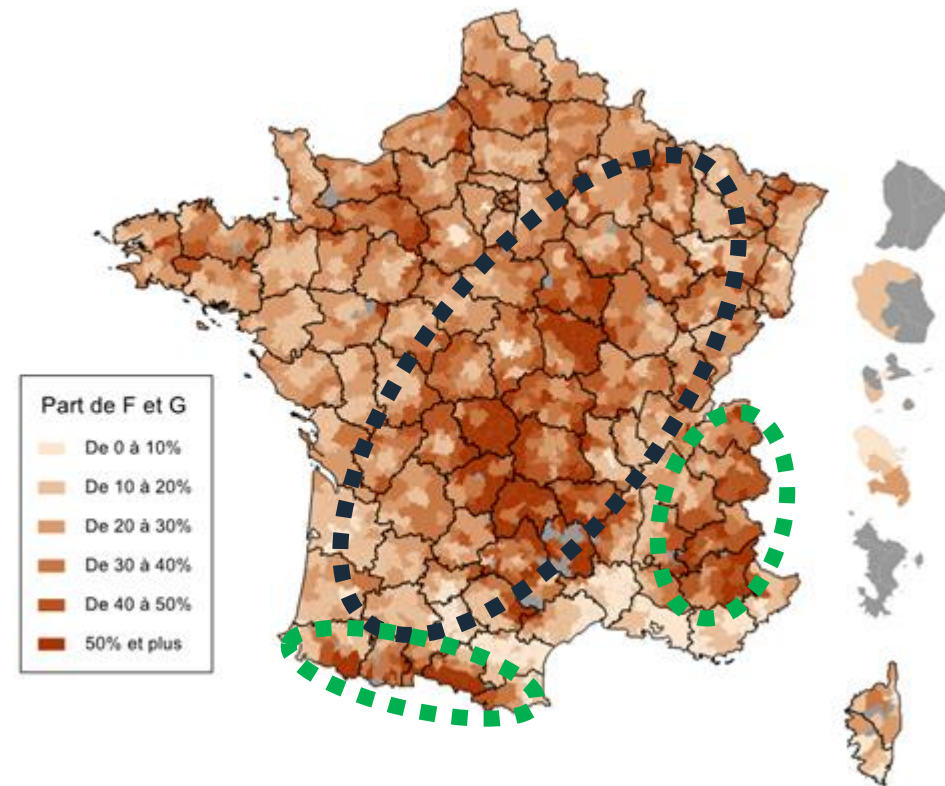 Part de F et G
De 0 à 10%
De 10 à 20%
De 20 à 30%
De 30 à 40%
De 40 à 50%
50% et plus